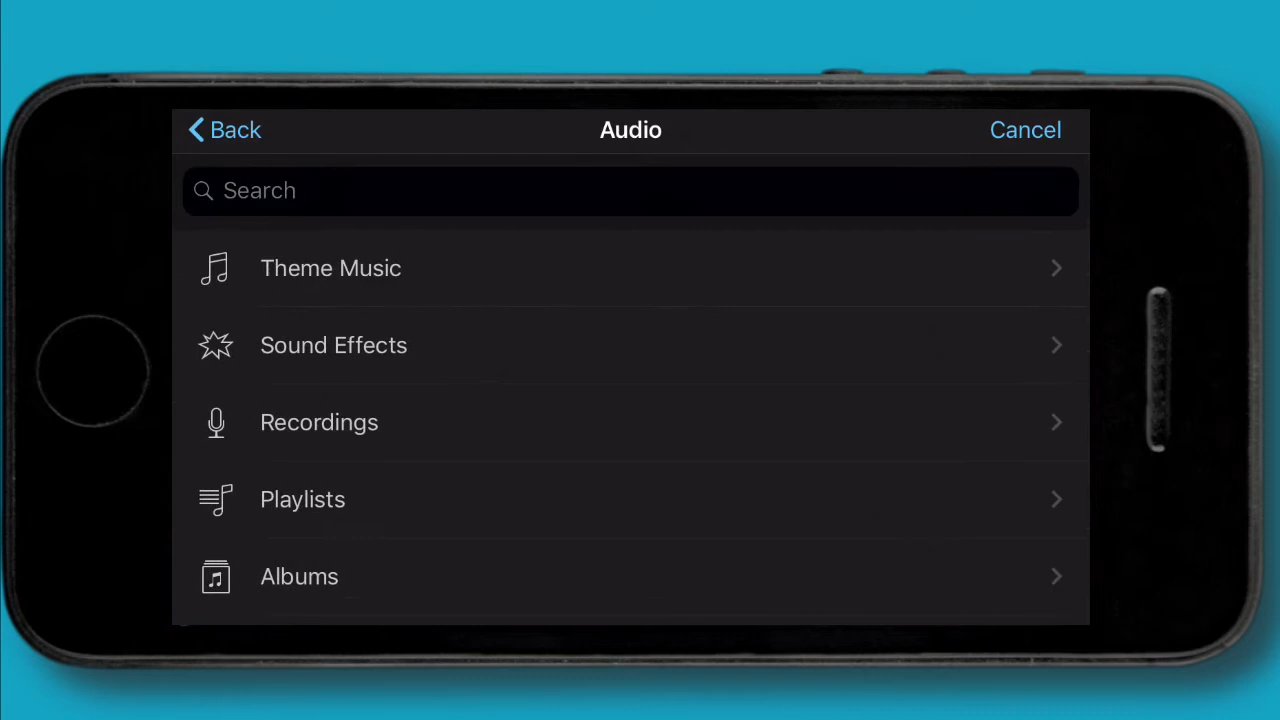 Back
Audio
Cancel
Search
Theme Music
Sound Effects
Recordings
Playlists
Albums